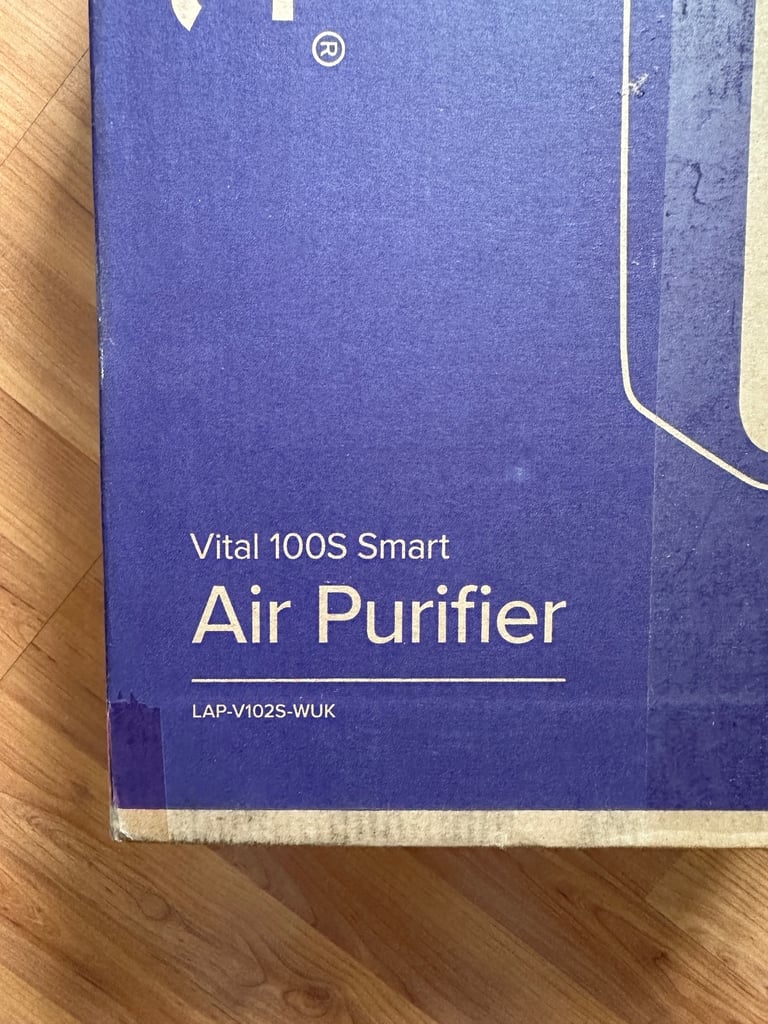 ®
Vital 100S Smart
Air Purifier
LAP-V102S-WUK